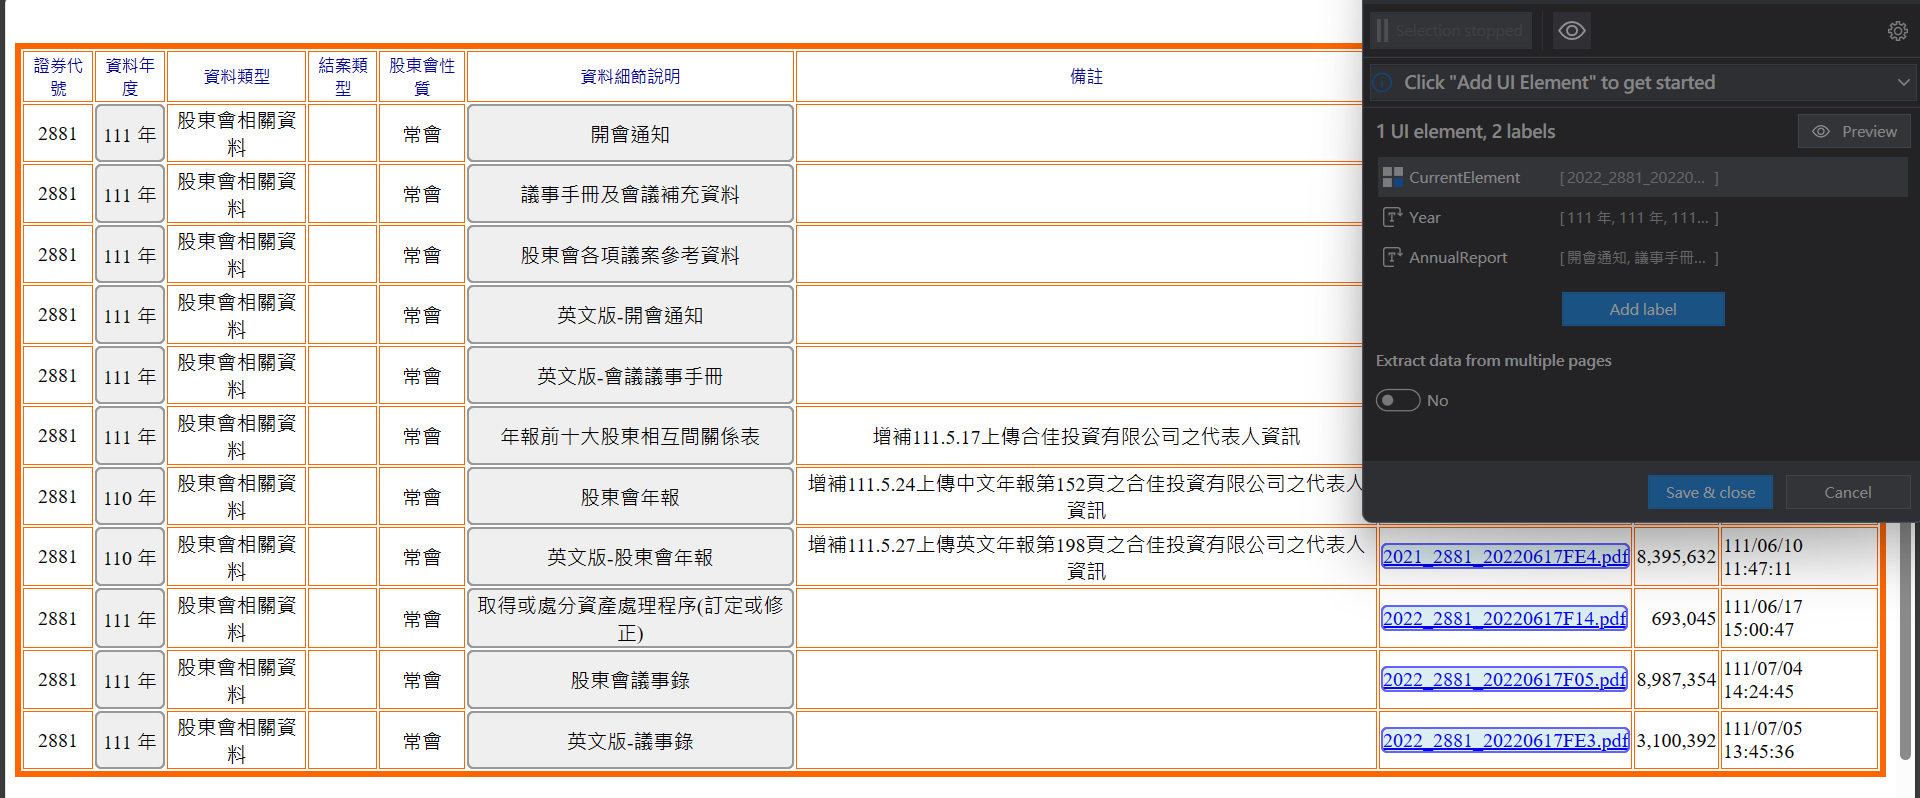 Selection stopped
Click "Add UI Element" to get started
1 UI element, 2 labels
Preview
CurrentElement [ 2022_2881_20220... ]
Year [ 111 年, 111 年, 111... ]
AnnualReport [ 開會通知, 議事手冊... ]
Add label
Extract data from multiple pages
No
Save & close Cancel
證券代號 資料年度 資料類型 結案類型 股東會性質 資料細節說明 備註
2881 111 年 股東會相關資料 常會 開會通知
2881 111 年 股東會相關資料 常會 議事手冊及會議補充資料
2881 111 年 股東會相關資料 常會 股東會各項議案參考資料
2881 111 年 股東會相關資料 常會 英文版-開會通知
2881 111 年 股東會相關資料 常會 英文版-會議議事手冊
2881 111 年 股東會相關資料 常會 年報前十大股東相互間關係表 增補111.5.17上傳合佳投資有限公司之代表人資訊
2881 110 年 股東會相關資料 常會 股東會年報 增補111.5.24上傳中文年報第152頁之合佳投資有限公司之代表人資訊
2881 110 年 股東會相關資料 常會 英文版-股東會年報 增補111.5.27上傳英文年報第198頁之合佳投資有限公司之代表人資訊 2021_2881_20220617FE4.pdf 8,395,632 111/06/10 11:47:11
2881 111 年 股東會相關資料 常會 取得或處分資產處理程序(訂定或修正) 2022_2881_20220617F14.pdf 693,045 111/06/17 15:00:47
2881 111 年 股東會相關資料 常會 股東會議事錄 2022_2881_20220617F05.pdf 8,987,354 111/07/04 14:24:45
2881 111 年 股東會相關資料 常會 英文版-議事錄 2022_2881_20220617FE3.pdf 3,100,392 111/07/05 13:45:36